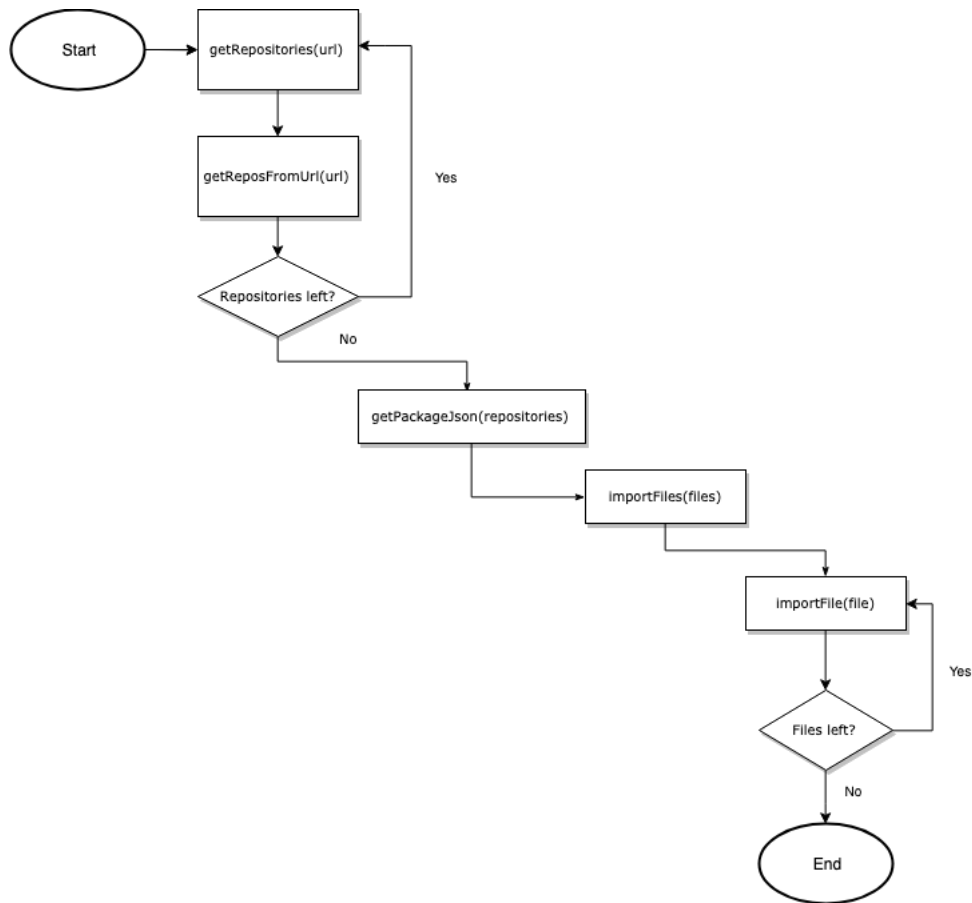 Start
getRepositories(url)
getReposFromUrl(url)
Yes
Repositories left?
No
getPackageJson(repositories)
importFiles(files)
importFile(file)
Yes
Files left?
No
End